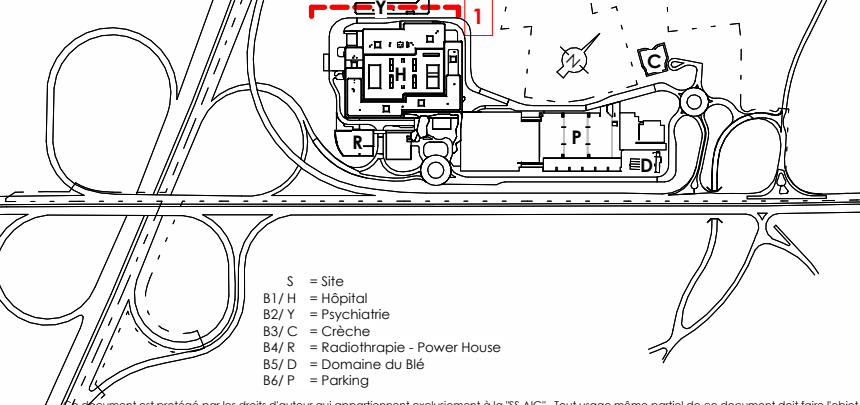 Y
1
H
N
C
R
P
D
S = Site
B1/ H = Hôpital
B2/ Y = Psychiatrie
B3/ C = Crèche
B4/ R = Radiothrapie - Power House
B5/ D = Domaine du Blé
B6/ P = Parking
Ce document est protégé par les droits d'auteur qui appartiennent exclusivement à la "SS AIC". Tout usage même partiel de ce document doit faire l'objet